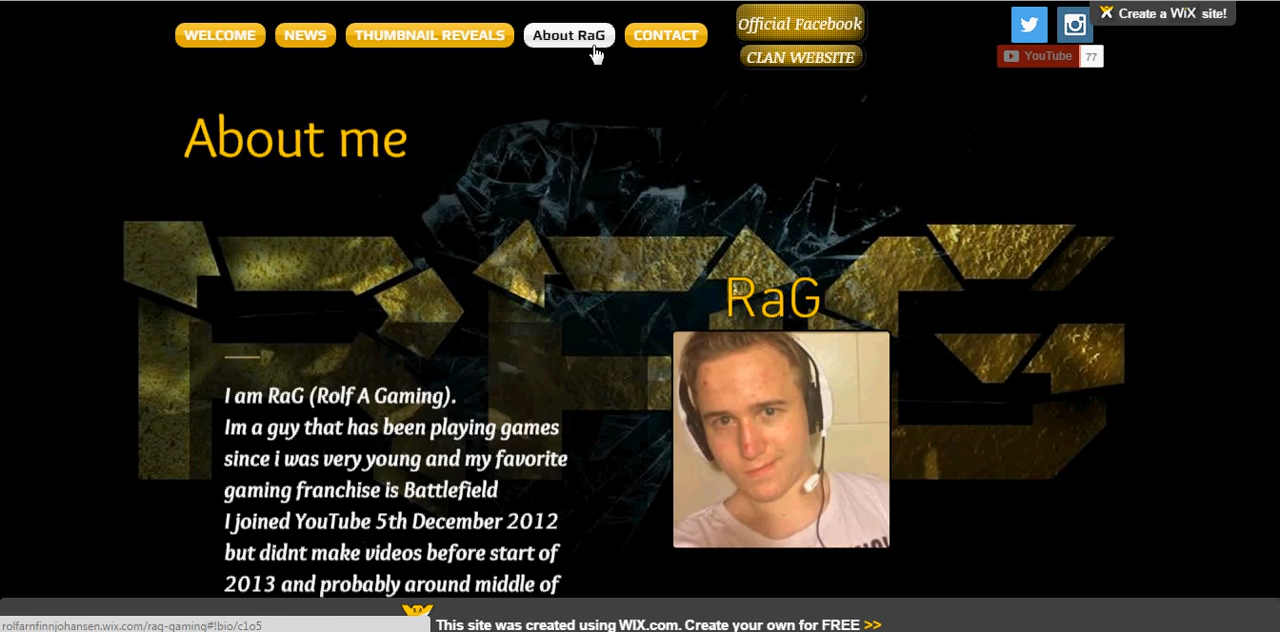 WELCOME
NEWS
THUMBNAIL REVEALS
About RaG
CONTACT
Official Facebook
CLAN WEBSITE
YouTube 77
Create a WiX site!
About me
RAG
RaG
I am RaG (Rolf A Gaming).
Im a guy that has been playing games
since i was very young and my favorite
gaming franchise is Battlefield
I joined YouTube 5th December 2012
but didnt make videos before start of
2013 and probably around middle of
rolfarnfinnjohansen.wix.com/rag-gaming#!bio/c1o5
This site was created using WIX.com. Create your own for FREE >>